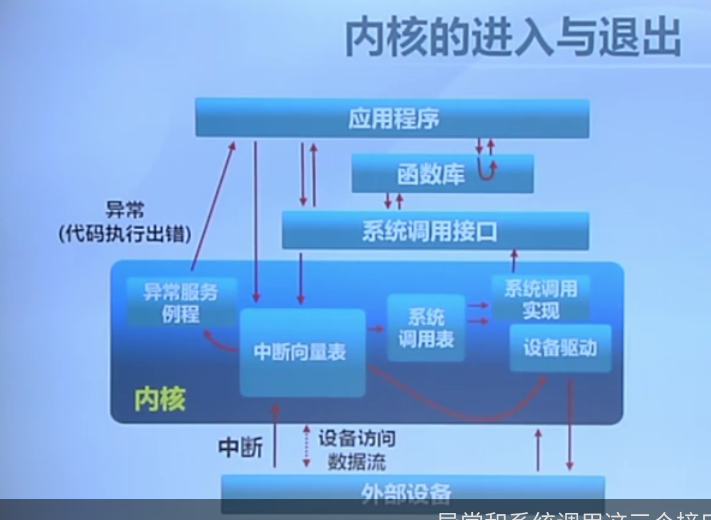 内核的进入与退出
应用程序
函数库
异常
(代码执行出错)
系统调用接口
异常服务
例程
系统调用
实现
系统
调用表
中断向量表
设备驱动
内核
中断
设备访问
数据流
外部设备
异常和系统调用这三个接